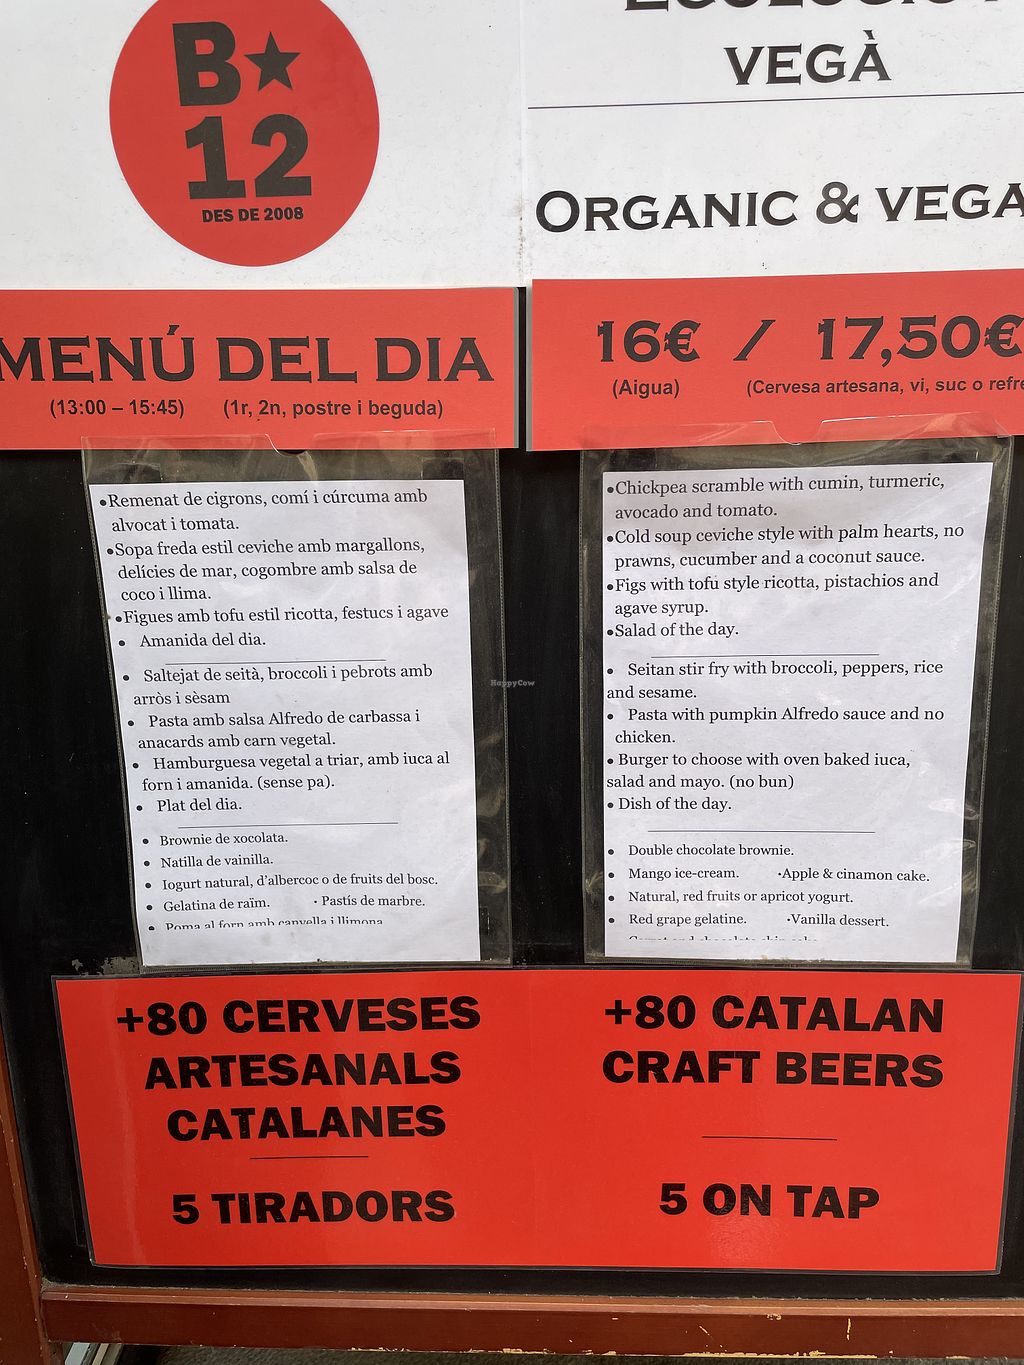 B★
12
DES DE 2008
VEGÀ
ORGANIC &
MENÚ DEL DIA
(13:00 – 15:45) (1r, 2n, postre i beguda)
16€ / 17,50€
(Aigua) (Cervesa artesana, vi, suc o
•Remenat de cigrons, comí i cúrcuma amb
alvocat i tomata.
•Sopa freda estil ceviche amb margallons,
delícies de mar, cogombre amb salsa de
coco i llima.
•Figues amb tofu estil ricotta, festucs i agave
• Amanida del dia.
• Saltejat de seità, broccoli i pebrots amb
arròs i sèsam
• Pasta amb salsa Alfredo de carbassa i
anacards amb carn vegetal.
• Hamburguesa vegetal a triar, amb iuca al
forn i amanida. (sense pa).
• Plat del dia.
• Brownie de xocolata.
• Natilla de vainilla.
• Iogurt natural, d’albercoc o de fruits del bosc.
• Gelatina de raïm. · Pastís de marbre.
• Poma al forn amb canyella i llimona
•Chickpea scramble with cumin, turmeric,
avocado and tomato.
•Cold soup ceviche style with palm hearts, no
prawns, cucumber and a coconut sauce.
•Figs with tofu style ricotta, pistachios and
agave syrup.
•Salad of the day.
• Seitan stir fry with broccoli, peppers, rice
and sesame.
• Pasta with pumpkin Alfredo sauce and no
chicken.
• Burger to choose with oven baked iuca,
salad and mayo. (no bun)
• Dish of the day.
• Double chocolate brownie.
• Mango ice-cream. ·Apple & cinamon cake.
• Natural, red fruits or apricot yogurt.
• Red grape gelatine. ·Vanilla dessert.
HappyCow
+80 CERVESES
ARTESANALS
CATALANES
5 TIRADORS
+80 CATALAN
CRAFT BEERS
5 ON TAP